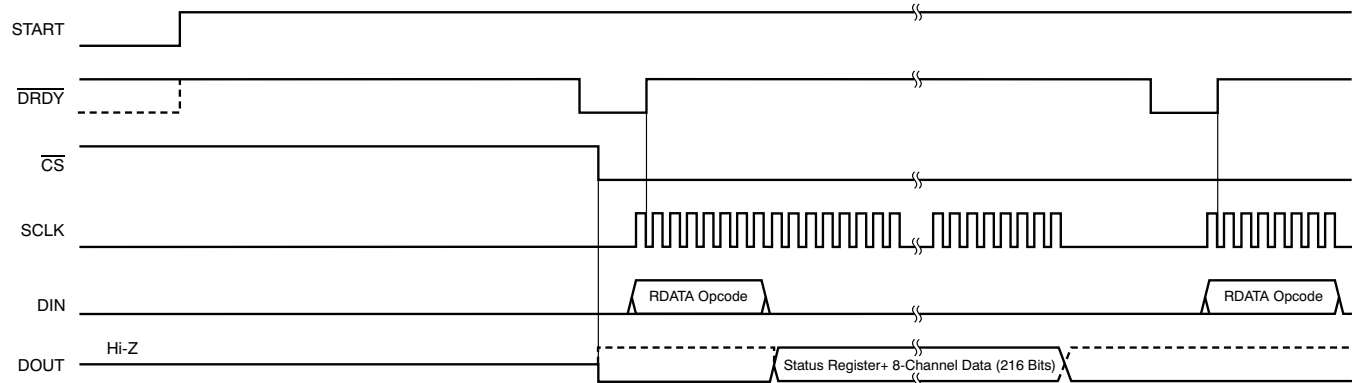 START
DRDY
CS
SCLK
DIN
RDATA Opcode
RDATA Opcode
Hi-Z
DOUT
Status Register+ 8-Channel Data (216 Bits)